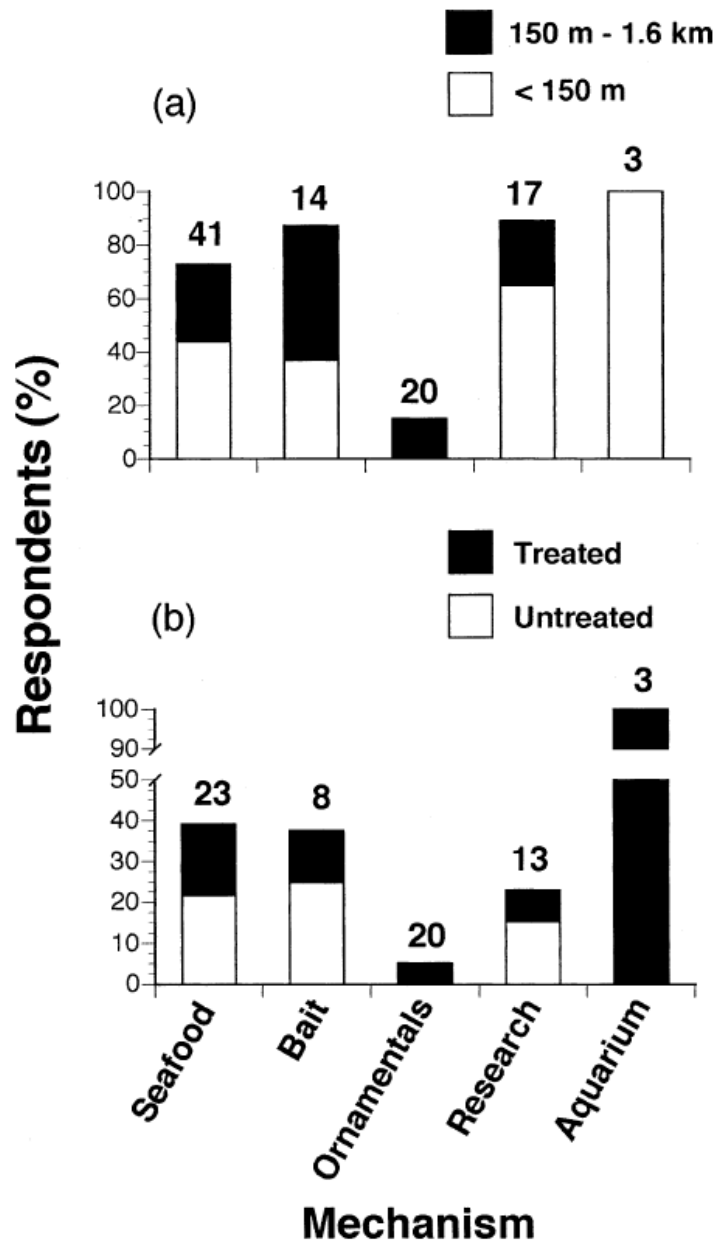 150 m - 1.6 km
< 150 m
(a)
100
80
60
40
20
0
41
14
20
17
3
Respondents (%)
Treated
Untreated
(b)
100
90
50
40
30
20
10
0
23
8
20
13
3
Seafood
Bait
Ornamentals
Research
Aquarium
Mechanism